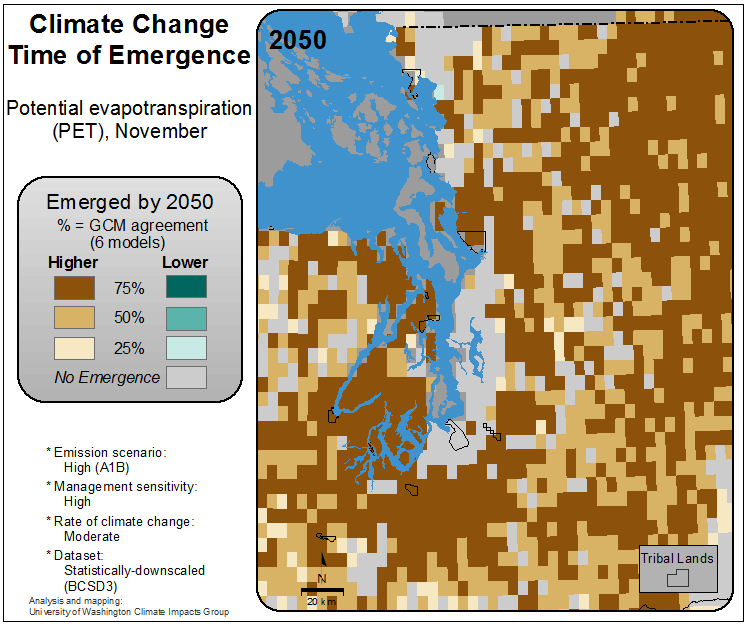 Climate Change
Time of Emergence
Potential evapotranspiration
(PET), November
Emerged by 2050
% = GCM agreement
(6 models)
Higher Lower
75%
50%
25%
No Emergence
* Emission scenario:
High (A1B)
* Management sensitivity:
High
* Rate of climate change:
Moderate
* Dataset:
Statistically-downscaled
(BCSD3)
Analysis and mapping:
University of Washington Climate Impacts Group
2050
N
20 km
Tribal Lands